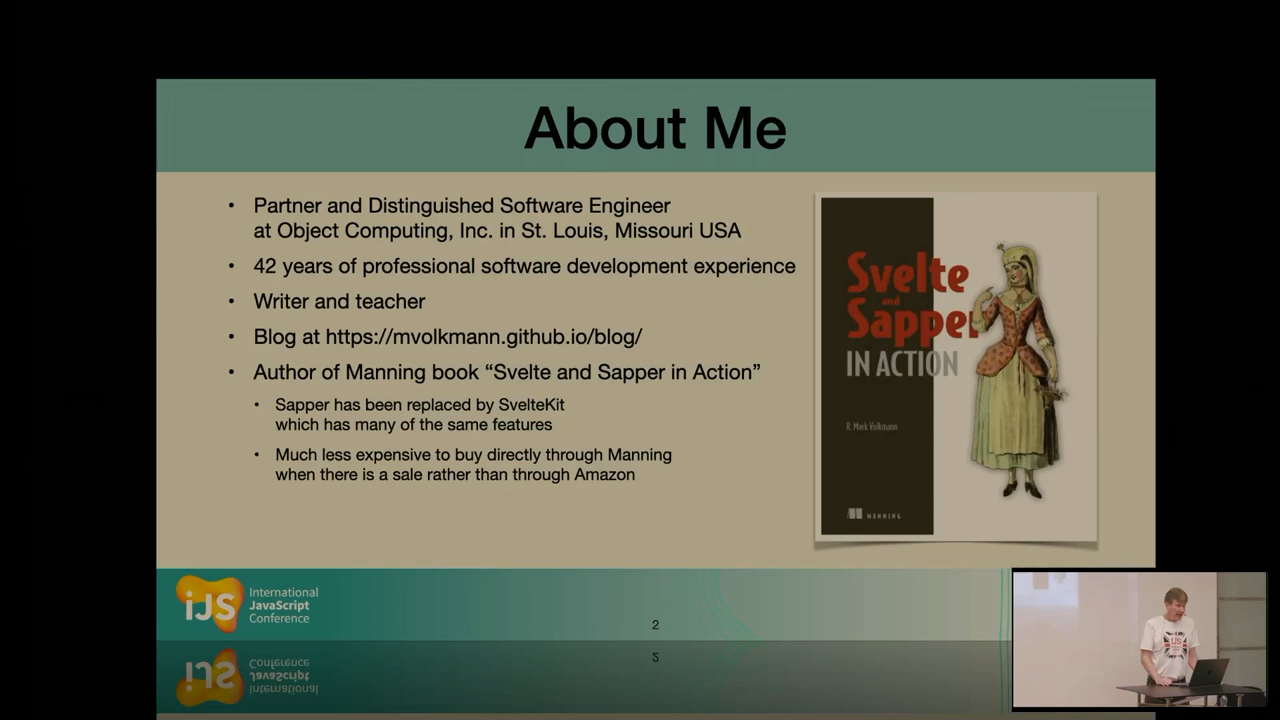 About Me
• Partner and Distinguished Software Engineer
at Object Computing, Inc. in St. Louis, Missouri USA
• 42 years of professional software development experience
• Writer and teacher
• Blog at https://mvolkmann.github.io/blog/
• Author of Manning book “Svelte and Sapper in Action”
• Sapper has been replaced by SvelteKit
which has many of the same features
• Much less expensive to buy directly through Manning
when there is a sale rather than through Amazon
Svelte
and
Sapper
IN ACTION
R. Mark Volkmann
MANNING
iJS
International
JavaScript
Conference
2
IJS